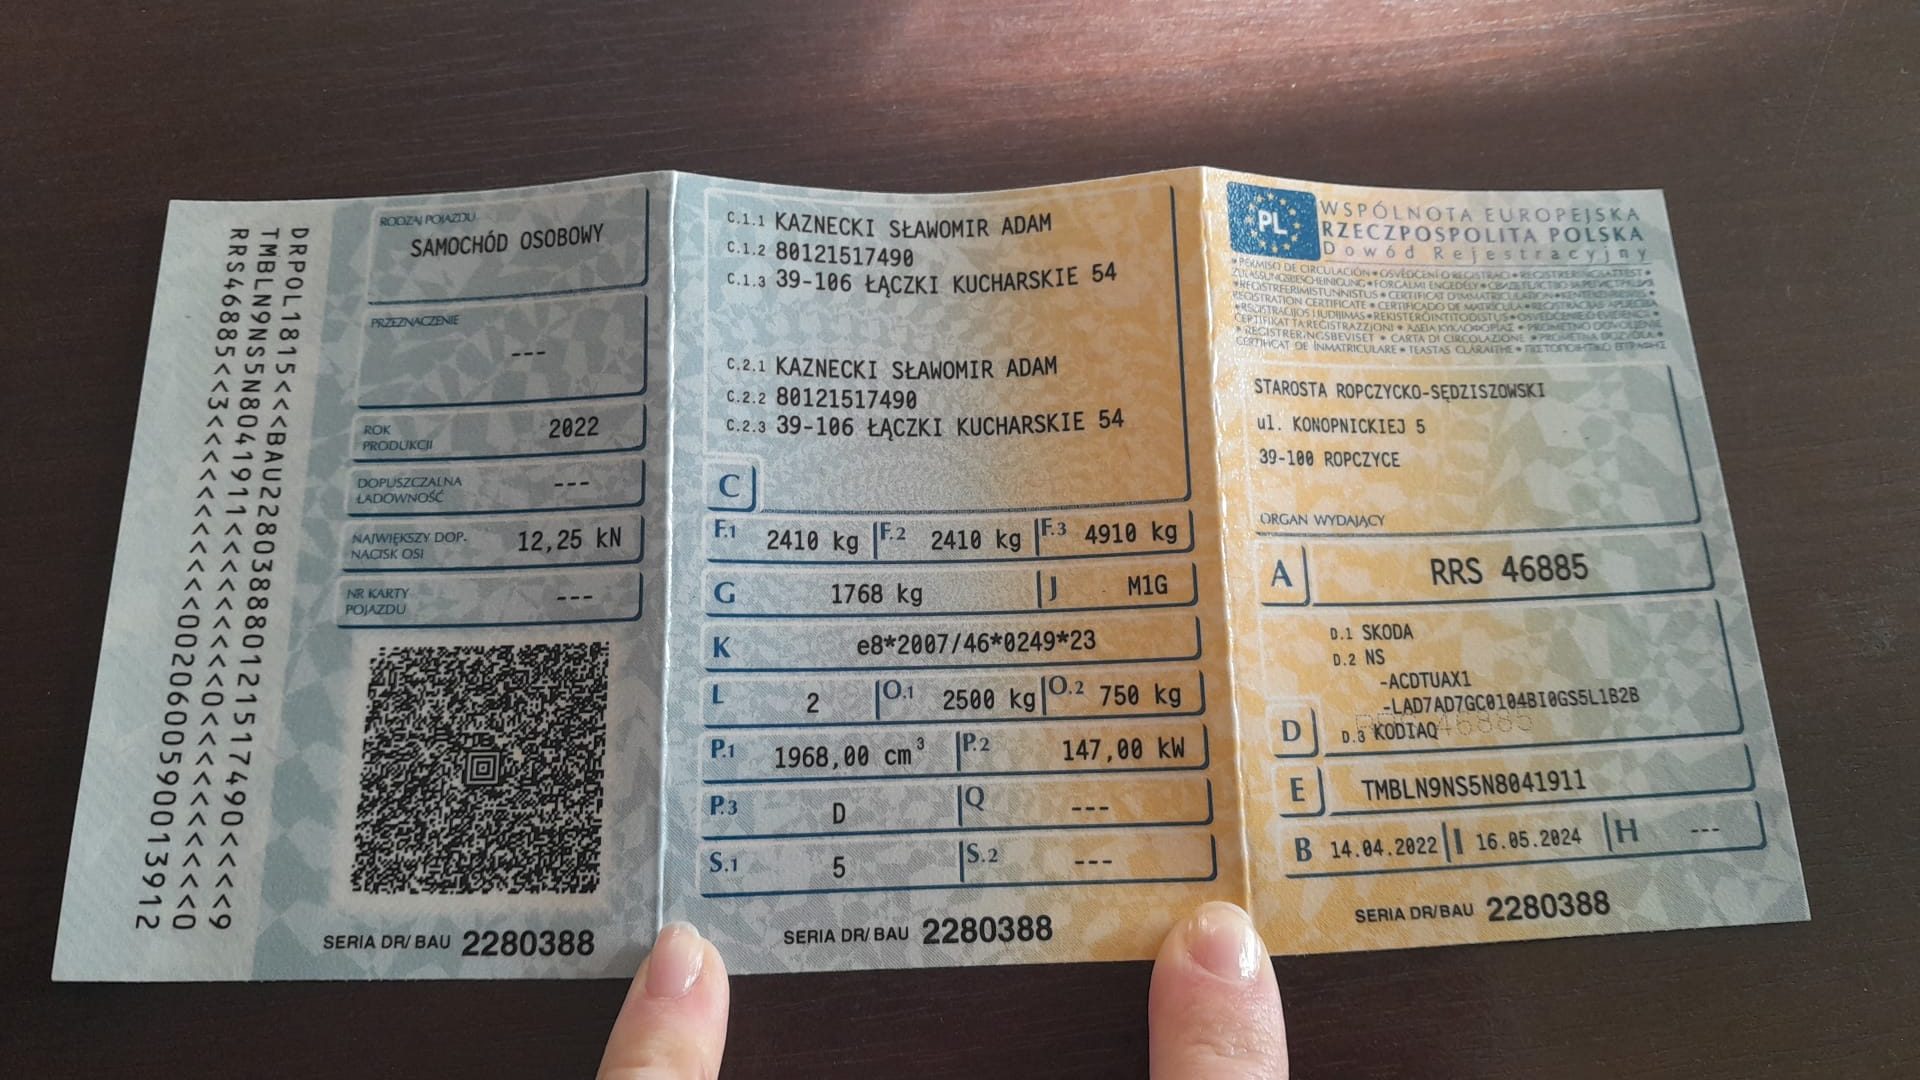 DRPOL1815<<<BAU228038880121517490<<<<9
TMBLN9NS5N8041911<<<<<<<0<<<<<<<<<<0
RRS46885<<3<<<<<<<<<<<0020600590013912
RODZAJ POJAZDU
SAMOCHÓD OSOBOWY
PRZEZNACZENIE
---
ROK
PRODUKCJI
2022
DOPUSZCZALNA
ŁADOWNOŚĆ
---
NAJWIĘKSZY DOP.
NACISK OSI
12,25 kN
NR KARTY
POJAZDU
---
SERIA DR/ BAU 2280388
C.1.1 KAZNECKI SŁAWOMIR ADAM
C.1.2 80121517490
C.1.3 39-106 ŁĄCZKI KUCHARSKIE 54
C.2.1 KAZNECKI SŁAWOMIR ADAM
C.2.2 80121517490
C.2.3 39-106 ŁĄCZKI KUCHARSKIE 54
C
F.1 2410 kg F.2 2410 kg F.3 4910 kg
G 1768 kg J M1G
K e8*2007/46*0249*23
L 2 O.1 2500 kg O.2 750 kg
P.1 1968,00 cm³ P.2 147,00 kW
P.3 D Q ---
S.1 5 S.2 ---
SERIA DR/ BAU 2280388
PL
WSPÓLNOTA EUROPEJSKA
RZECZPOSPOLITA POLSKA
Dowód Rejestracyjny
STAROSTA ROPCZYCKO-SĘDZISZOWSKI
ul. KONOPNICKIEJ 5
39-100 ROPCZYCE
ORGAN WYDAJĄCY
A RRS 46885
D.1 SKODA
D.2 NS
-ACDTUAX1
-LAD7AD7GC0104BI0GS5L1B2B
D D.3 KODIAQ
E TMBLN9NS5N8041911
B 14.04.2022 I 16.05.2024 H ---
SERIA DR/ BAU 2280388